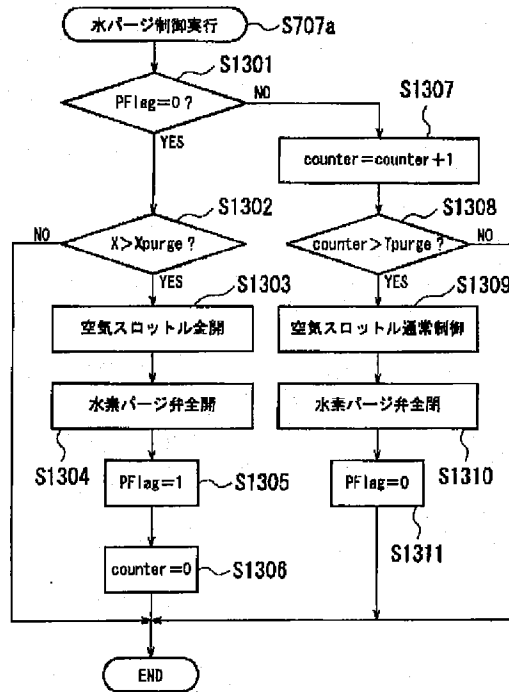 水パージ制御実行
S707a
S1301
PFlag=0?
NO
YES
S1307
counter=counter+1
S1302
X>Xpurge?
NO
YES
S1308
counter>Tpurge?
NO
YES
S1303
空気スロットル全開
S1309
空気スロットル通常制御
水素パージ弁全開
S1304
水素パージ弁全閉
S1310
PFlag=1
S1305
PFlag=0
S1311
counter=0
S1306
END